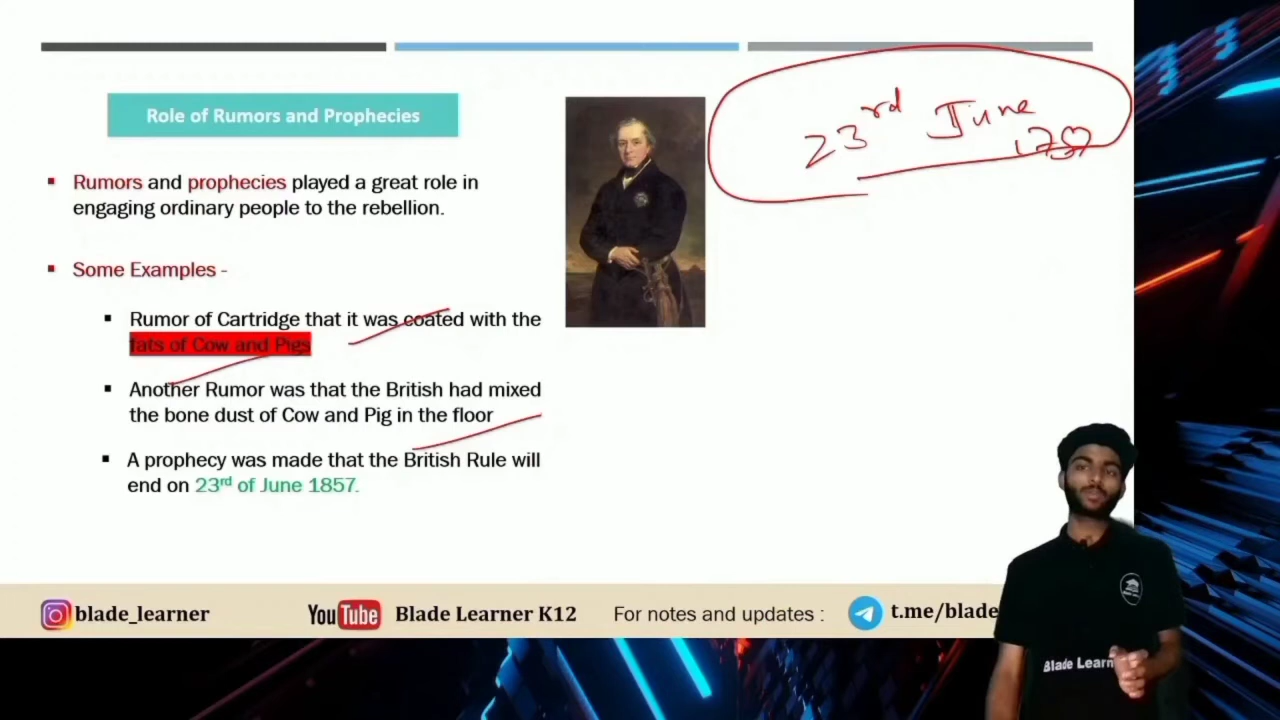 Role of Rumors and Prophecies
Rumors and prophecies played a great role in
engaging ordinary people to the rebellion.
Some Examples -
Rumor of Cartridge that it was coated with the
fats of Cow and Pigs
Another Rumor was that the British had mixed
the bone dust of Cow and Pig in the floor
A prophecy was made that the British Rule will
end on 23rd of June 1857.
23rd June
1757
blade_learner
YouTube Blade Learner K12
For notes and updates :
t.me/blade
Blade Learn